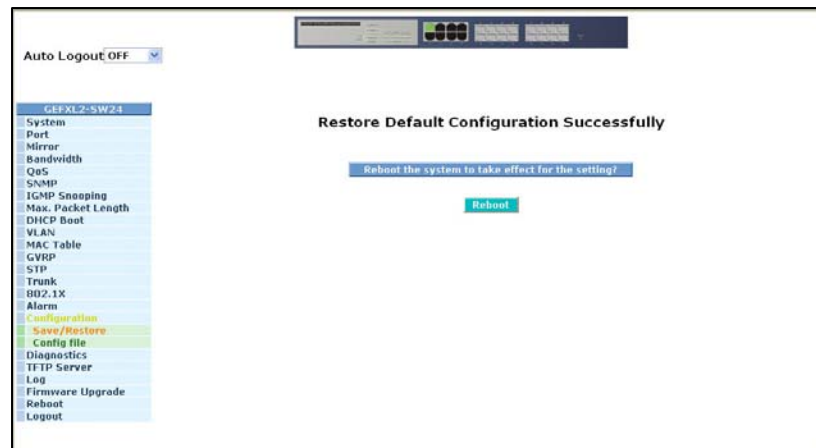 Auto Logout OFF
GEFXL2-SW24
System
Port
Mirror
Bandwidth
QoS
SNMP
IGMP Snooping
Max. Packet Length
DHCP Boot
VLAN
MAC Table
GVRP
STP
Trunk
802.1X
Alarm
Configuration
Save/Restore
Config file
Diagnostics
TFTP Server
Log
Firmware Upgrade
Reboot
Logout
Restore Default Configuration Successfully
Reboot the system to take effect for the setting?
Reboot